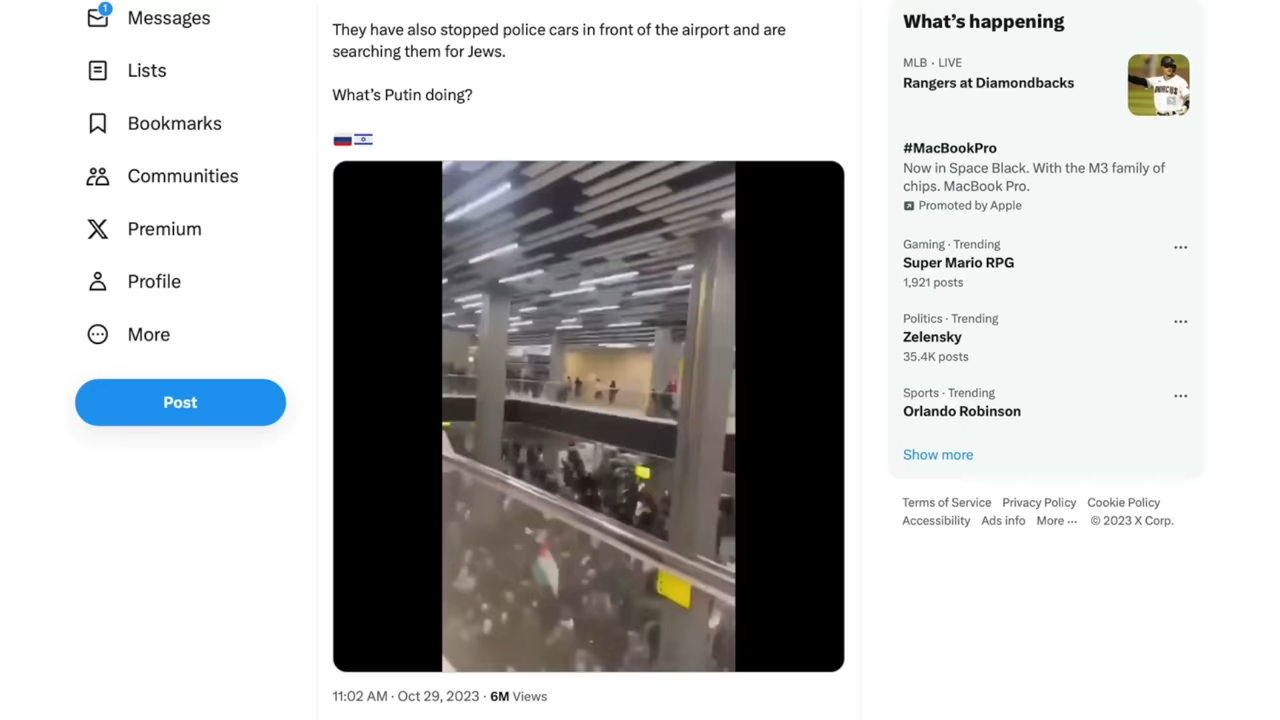 1
Messages
Lists
Bookmarks
Communities
Premium
Profile
More
Post
They have also stopped police cars in front of the airport and are
searching them for Jews.
What's Putin doing?
11:02 AM · Oct 29, 2023 · 6M Views
What's happening
MLB · LIVE
Rangers at Diamondbacks
#MacBookPro
Now in Space Black. With the M3 family of
chips. MacBook Pro.
Promoted by Apple
Gaming · Trending
Super Mario RPG
1,921 posts
Politics · Trending
Zelensky
35.4K posts
Sports · Trending
Orlando Robinson
Show more
Terms of Service Privacy Policy Cookie Policy
Accessibility Ads info More ··· © 2023 X Corp.